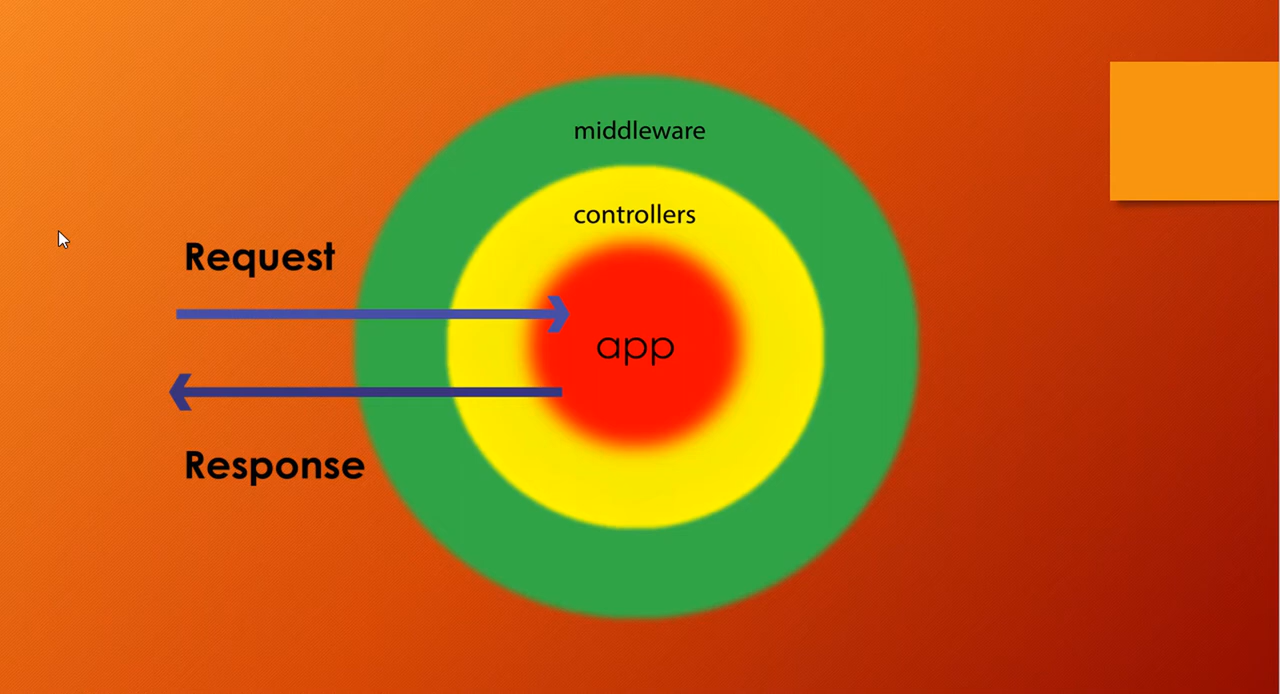 middleware
controllers
Request
app
Response